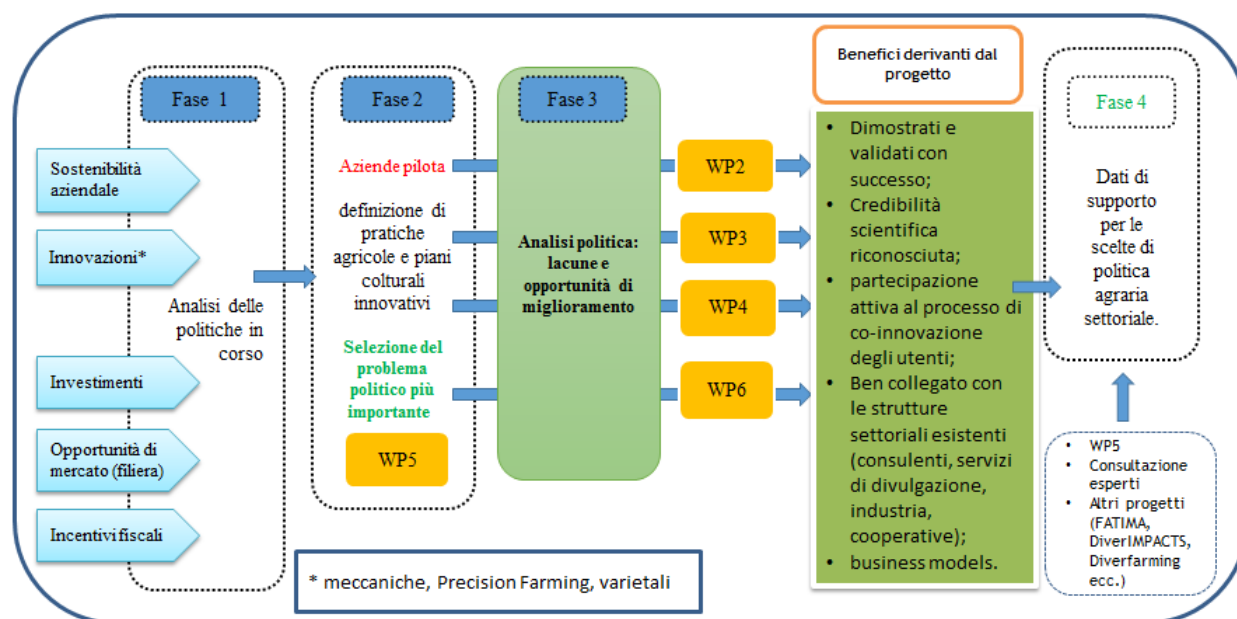 Fase 1
Sostenibilità
aziendale
Innovazioni*
Analisi delle
politiche in
corso
Investimenti
Opportunità di
mercato (filiera)
Incentivi fiscali
Fase 2
Aziende pilota
definizione di
pratiche
agricole e piani
colturali
innovativi
Selezione del
problema
politico più
importante
WP5
Fase 3
Analisi politica:
lacune e
opportunità di
miglioramento
WP2
WP3
WP4
WP6
Benefici derivanti dal
progetto
• Dimostrati e
validati con
successo;
• Credibilità
scientifica
riconosciuta;
• partecipazione
attiva al processo di
co-innovazione
degli utenti;
• Ben collegato con
le strutture
settoriali esistenti
(consulenti, servizi
di divulgazione,
industria,
cooperative);
• business models.
Fase 4
Dati di
supporto
per le
scelte di
politica
agraria
settoriale.
• WP5
• Consultazione
esperti
• Altri progetti
(FATIMA,
DiverIMPACTS,
Diverfarming
ecc.)
* meccaniche, Precision Farming, varietali